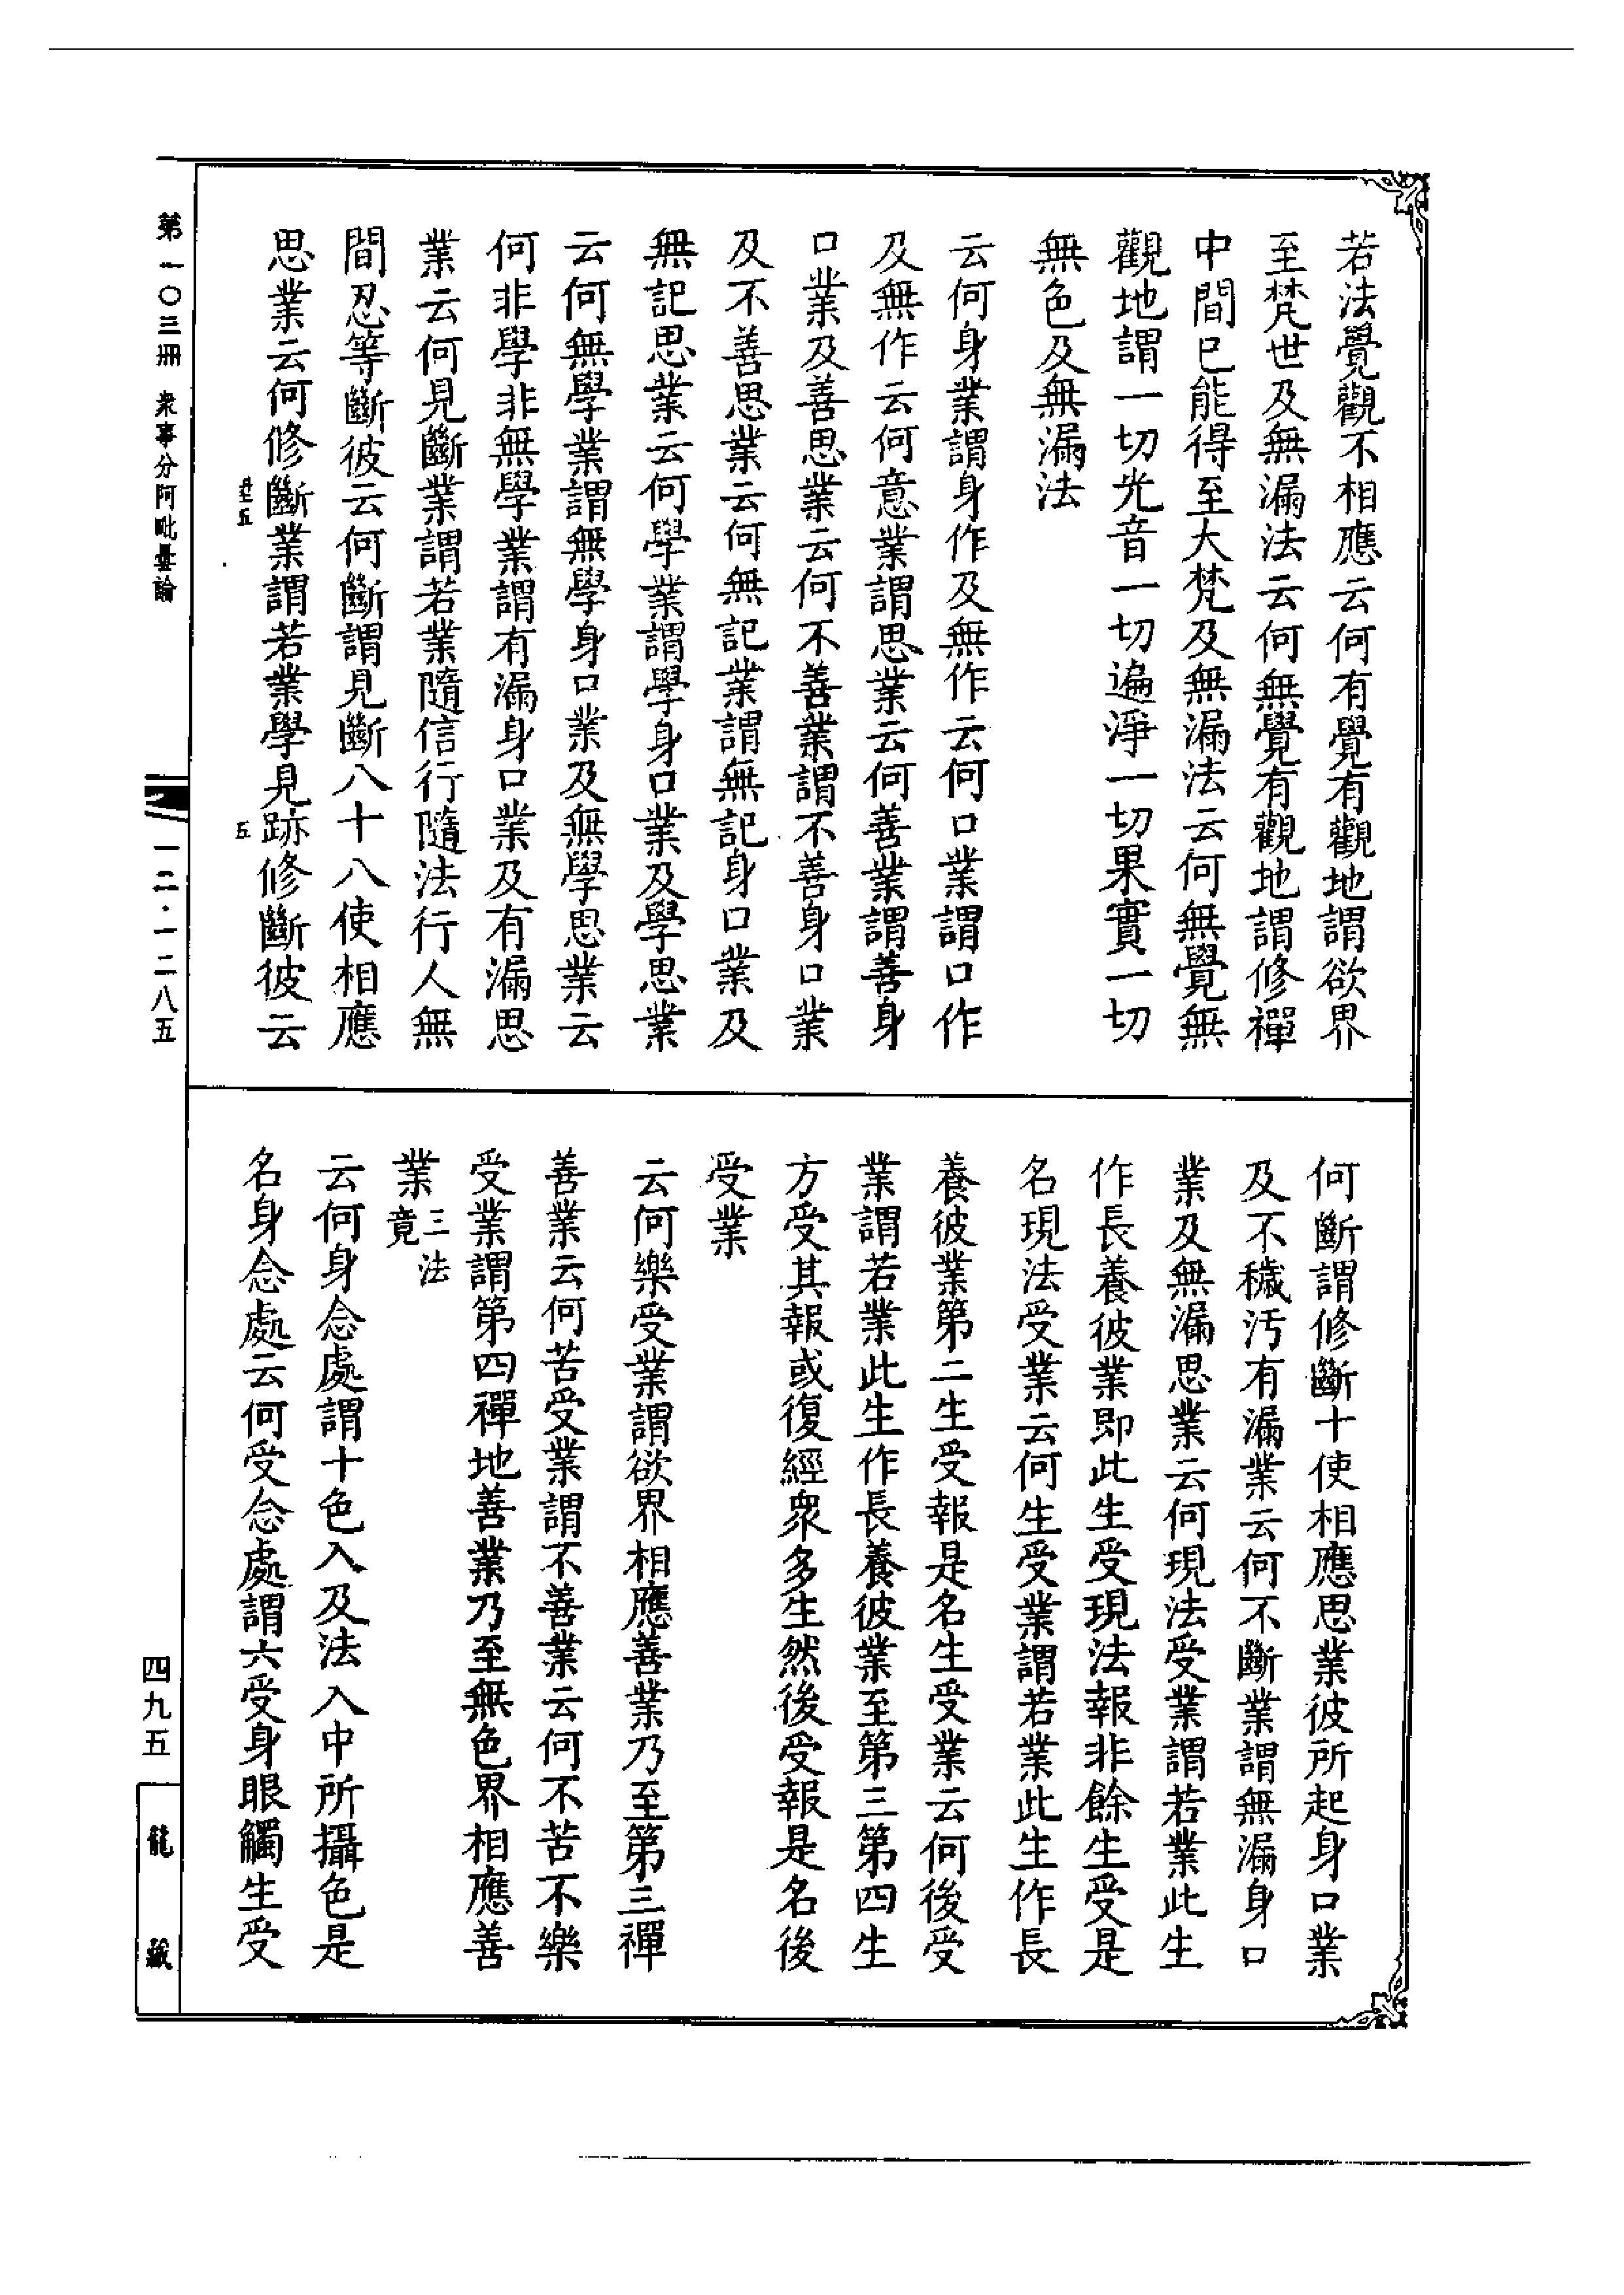 若法覺觀不相應云何有覺有觀地謂欲界
至梵世及無漏法云何無覺有觀地謂修禪
中間已能得至大梵及無漏法云何無覺無
觀地謂一切光音一切遍淨一切果實一切
無色及無漏法
云何身業謂身作及無作云何口業謂口作
及無作云何意業謂思業云何善業謂善身
口業及善思業云何不善業謂不善身口業
及不善思業云何無記業謂無記身口業及
無記思業云何學業謂學身口業及學思業
云何無學業謂無學身口業及無學思業云
何非學非無學業謂有漏身口業及有漏思
業云何見斷業謂若業隨信行隨法行人無
間忍等斷彼云何斷謂見斷八十八使相應
思業云何修斷業謂若業學見跡修斷彼云
五
第一〇三冊 衆事分阿毗曇論
一二·一二八五
何斷謂修斷十使相應思業彼所起身口業
及不穢汚有漏業云何不斷業謂無漏身口
業及無漏思業云何現法受業謂若業此生
作長養彼業即此生受現法報非餘生受是
名現法受業云何生受業謂若業此生作長
養彼業第二生受報是名生受業云何後受
業謂若業此生作長養彼業至第三第四生
方受其報或復經衆多生然後受報是名後
受業
云何樂受業謂欲界相應善業乃至第三禪
善業云何苦受業謂不善業云何不苦不樂
受業謂第四禪地善業乃至無色界相應善
業三法竟
云何身念處謂十色入及法入中所攝色是
名身念處云何受念處謂六受身眼觸生受
四九五
龍藏